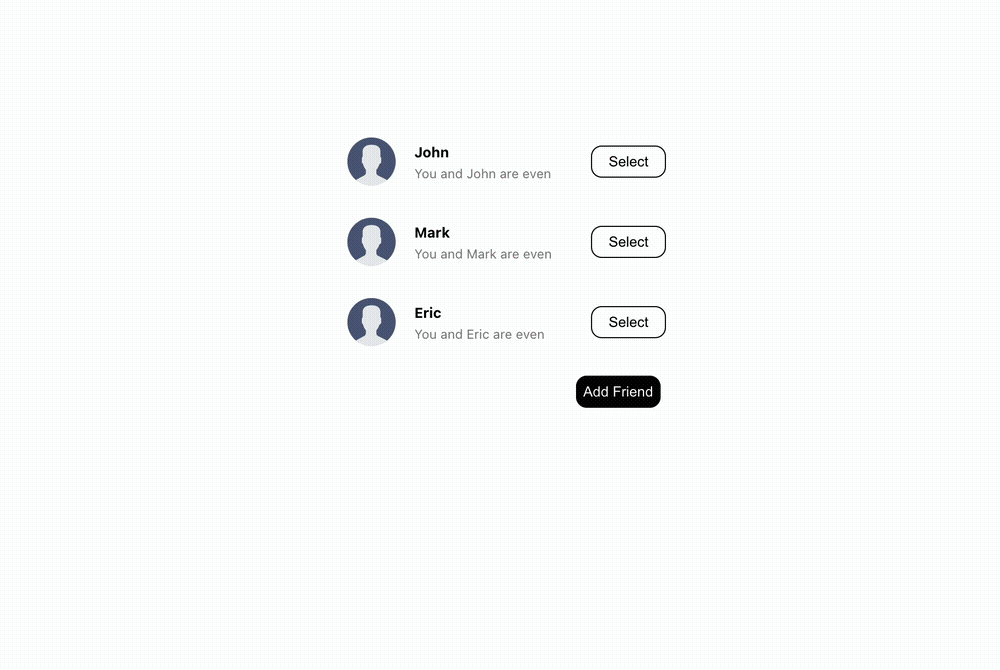 John
You and John are even
Select
Mark
You and Mark are even
Select
Eric
You and Eric are even
Select
Add Friend